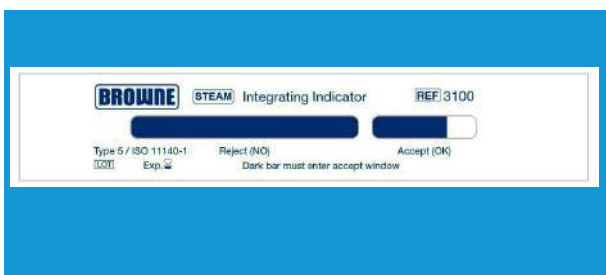 BROWNE STEAM Integrating Indicator REF 3100
Type 5 / ISO 11140-1 Reject (NO) Accept (OK)
LOT Exp. Dark bar must enter accept window